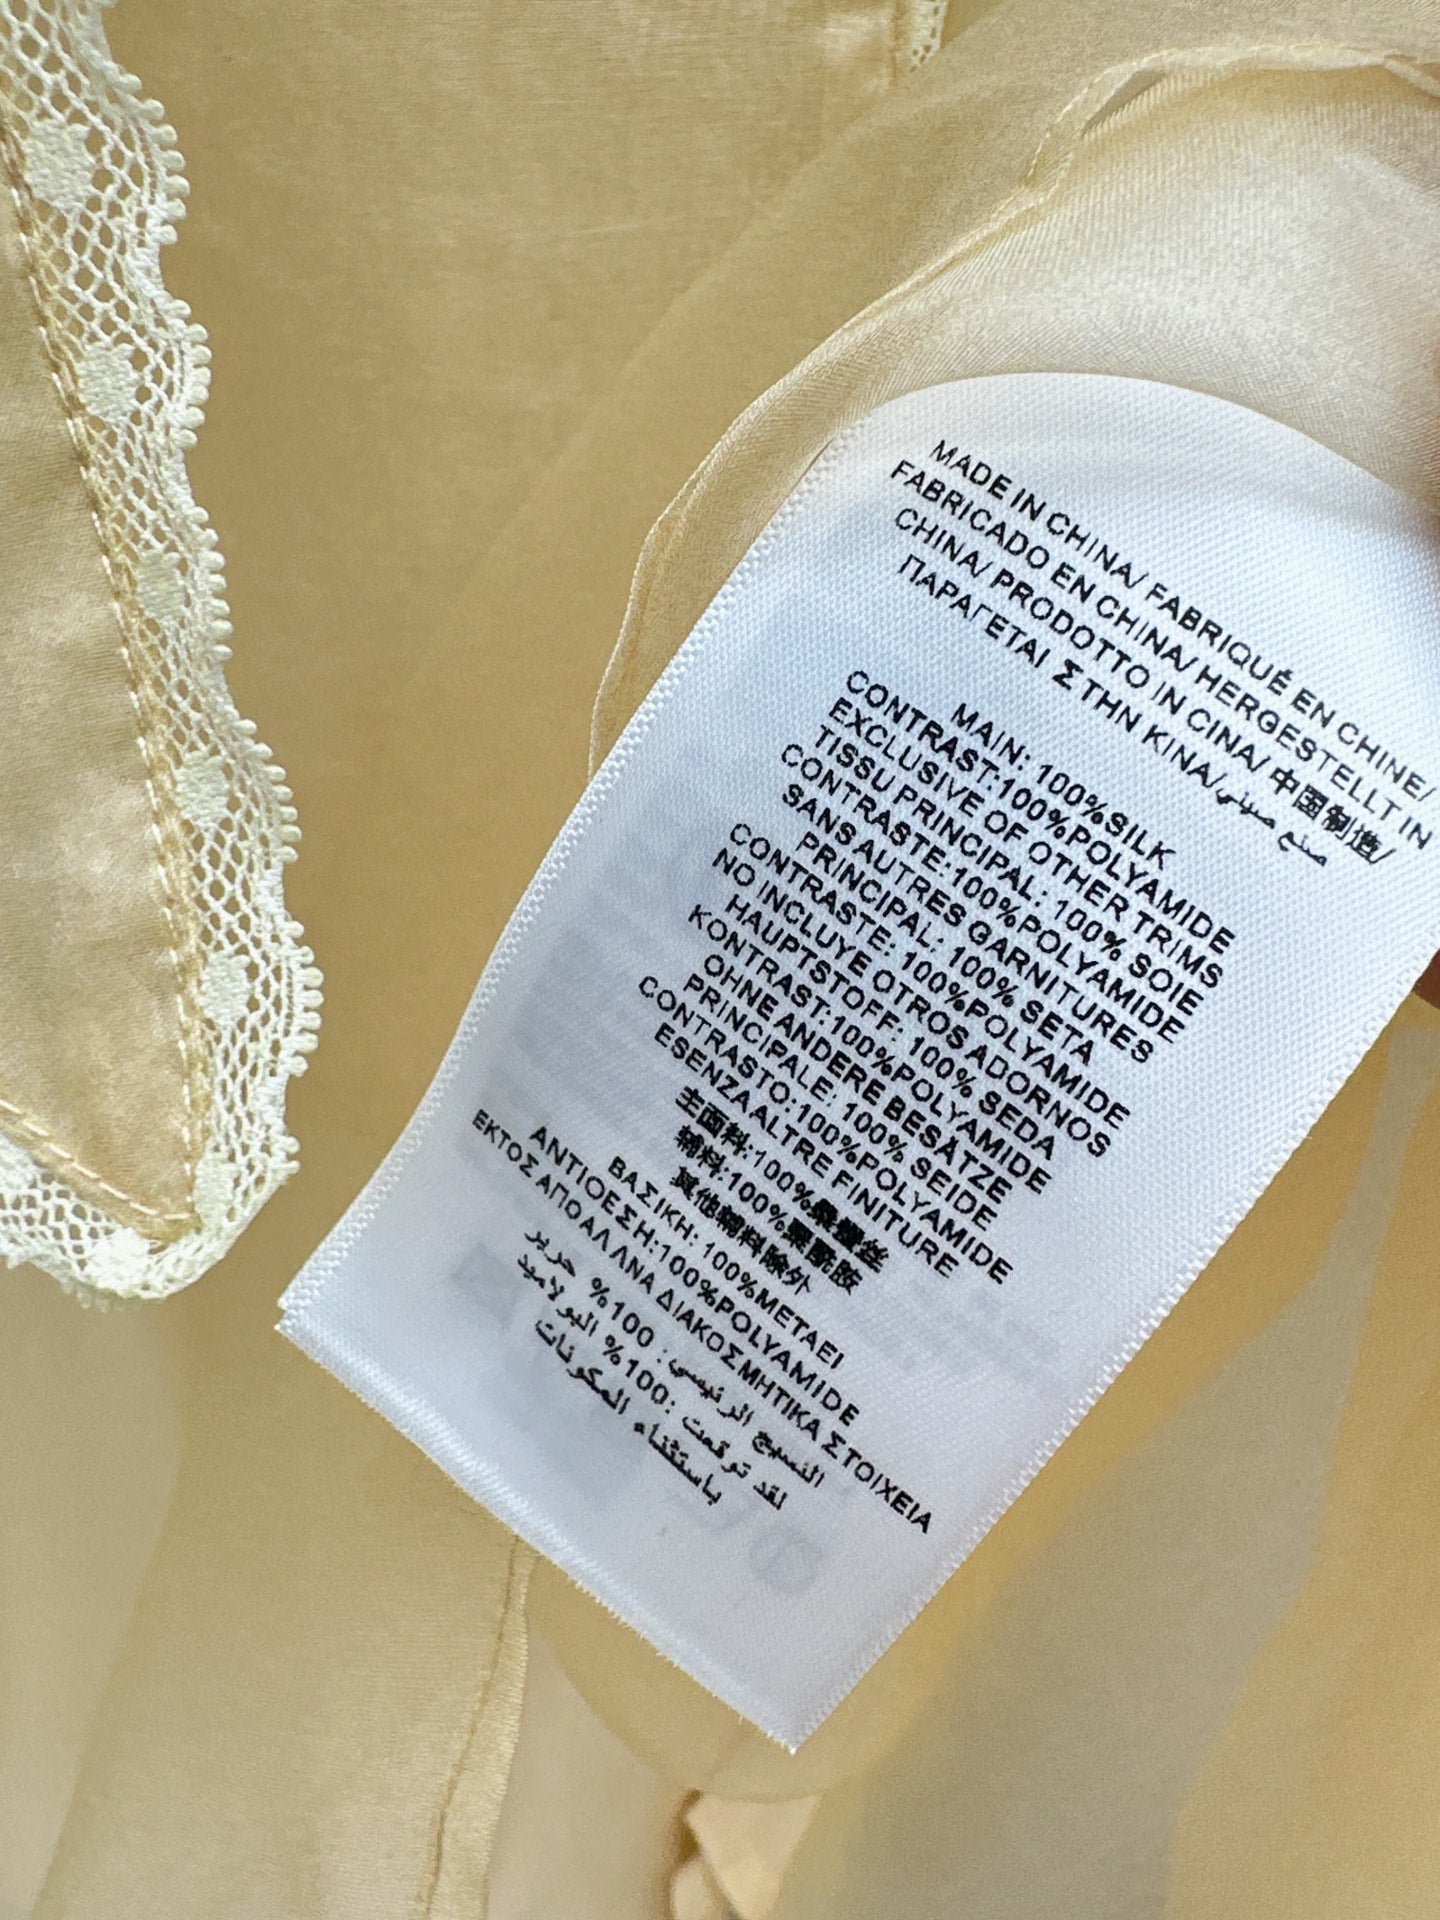 MADE IN CHINA/ FABRIQUÉ EN CHINE/
FABRICADO EN CHINA/ HERGESTELLT IN
CHINA/ PRODOTTO IN CINA/ 中国制造/
ΠΑΡΑΓΕΤΑΙ ΣΤΗΝ ΚΙΝΑ/صنع صيني
MAIN: 100%SILK
CONTRAST:100%POLYAMIDE
EXCLUSIVE OF OTHER TRIMS
TISSU PRINCIPAL: 100% SOIE
CONTRASTE:100%POLYAMIDE
SANS AUTRES GARNITURES
PRINCIPAL: 100% SETA
CONTRASTE: 100%POLYAMIDE
NO INCLUYE OTROS ADORNOS
HAUPTSTOFF: 100% SEDA
KONTRAST:100%POLYAMIDE
OHNE ANDERE BESÄTZE
PRINCIPALE: 100% SEIDE
CONTRASTO:100%POLYAMIDE
ESENZA ALTRE FINITURE
主面料:100%桑蚕丝
辅料:100%聚酰胺
其他辅料除外
ΒΑΣΙΚΗ: 100%ΜΕΤΑΕΙ
ΑΝΤΙΘΕΣΗ:100%POLYAMIDE
ΕΚΤΟΣ ΑΠΟ ΑΛ ΛΝΑ ΔΙΑΚΟΣΜΗΤΙΚΑ ΣΤΟΙΧΕΙΑ
النسيج الرئيسي: 100% حرير
لقد توقمت :100% البولاميد
باستثناء المكونات